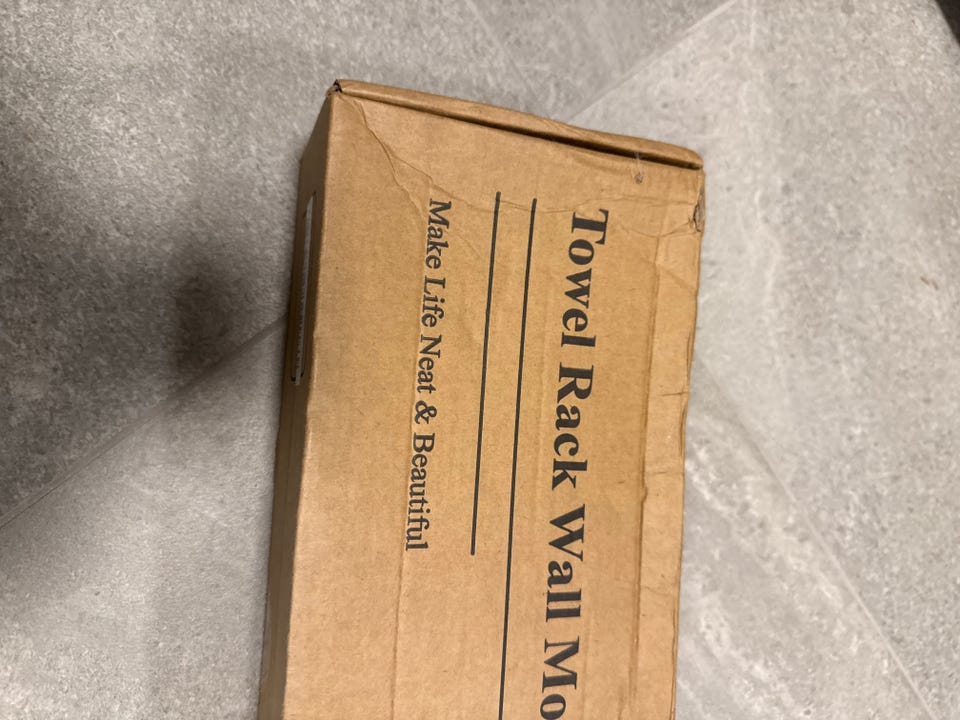 Towel Rack Wall Mo
Make Life Neat & Beautiful